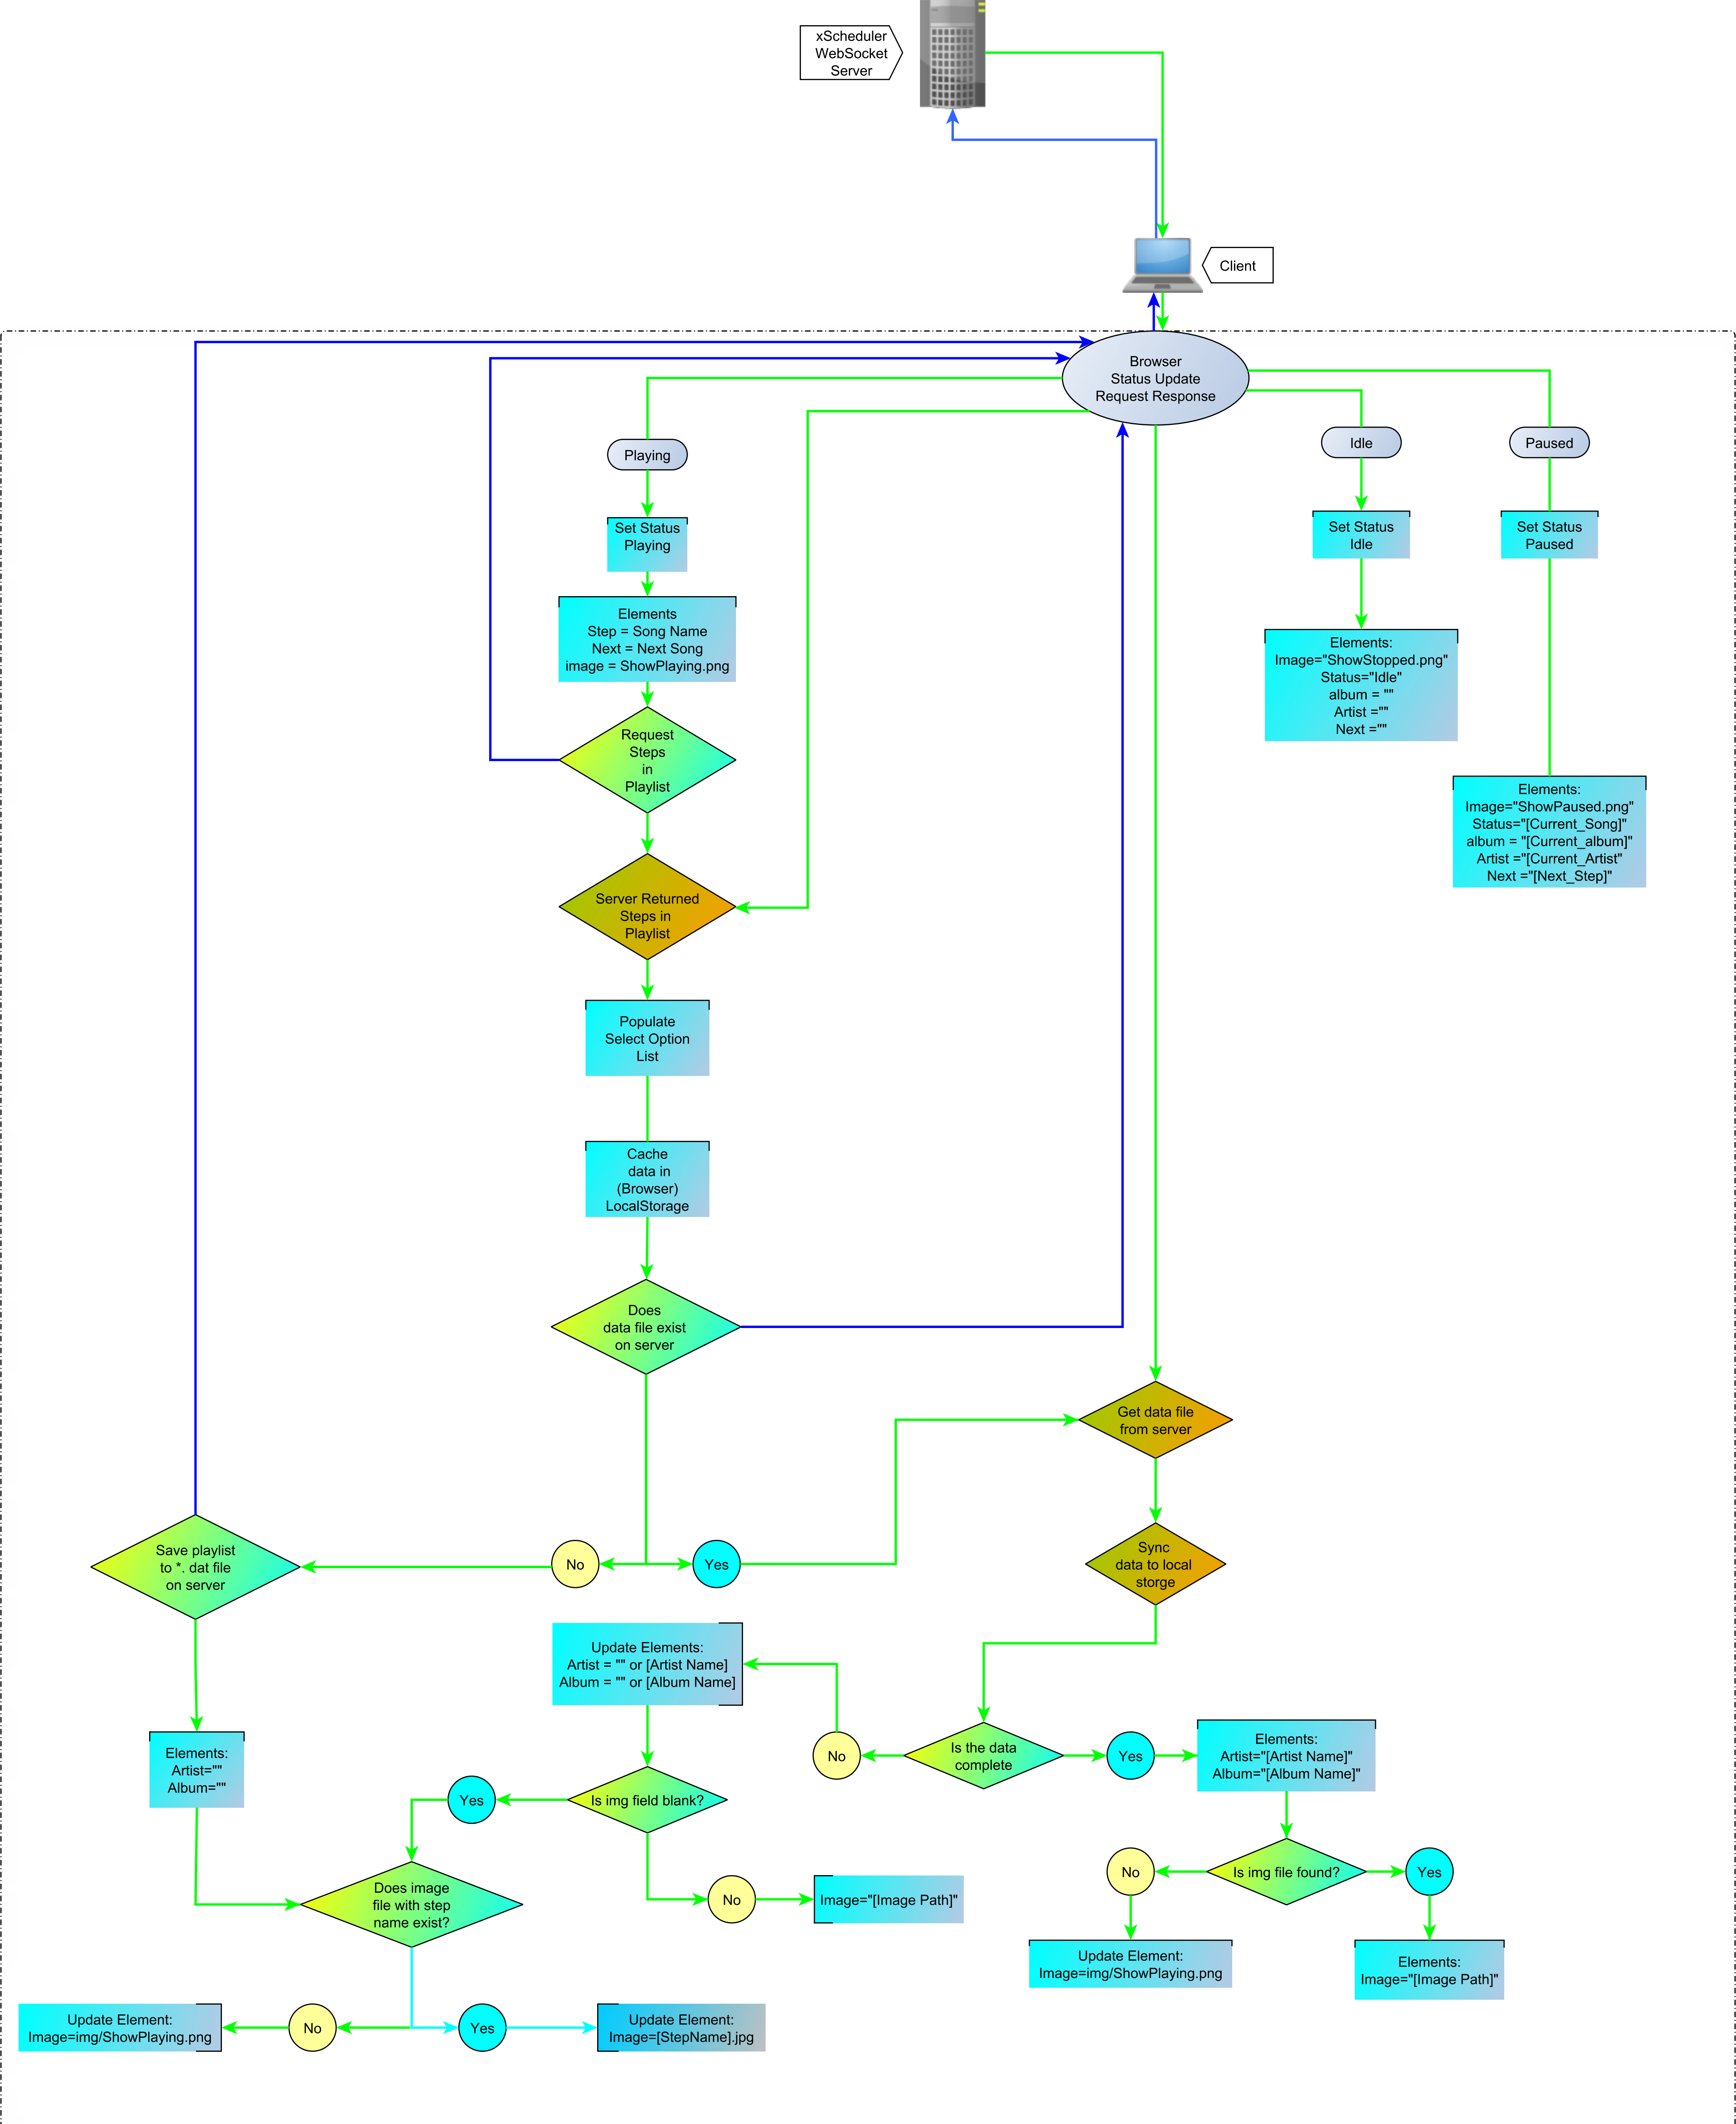 xScheduler
WebSocket
Server
Client
Browser
Status Update
Request Response
Playing
Idle
Paused
Set Status
Playing
Set Status
Idle
Set Status
Paused
Elements
Step = Song Name
Next = Next Song
image = ShowPlaying.png
Elements:
Image="ShowStopped.png"
Status="Idle"
album = ""
Artist =""
Next =""
Request
Steps
in
Playlist
Elements:
Image="ShowPaused.png"
Status="[Current_Song]"
album = "[Current_album]"
Artist ="[Current_Artist"
Next ="[Next_Step]"
Server Returned
Steps in
Playlist
Populate
Select Option
List
Cache
data in
(Browser)
LocalStorage
Does
data file exist
on server
Get data file
from server
Save playlist
to *. dat file
on server
No
Yes
Sync
data to local
storge
Update Elements:
Artist = "" or [Artist Name]
Album = "" or [Album Name]
Elements:
Artist=""
Album=""
No
Is the data
complete
Yes
Elements:
Artist="[Artist Name]"
Album="[Album Name]"
Yes
Is img field blank?
No
Is img file found?
Yes
Does image
file with step
name exist?
No
Image="[Image Path]"
Update Element:
Image=img/ShowPlaying.png
Elements:
Image="[Image Path]"
Update Element:
Image=img/ShowPlaying.png
No
Yes
Update Element:
Image=[StepName].jpg